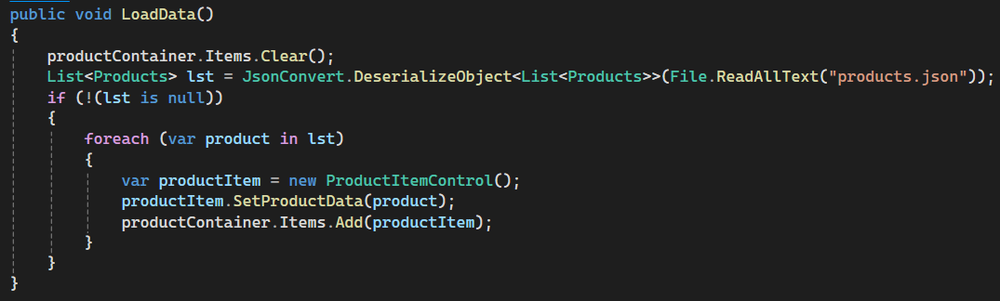 public void LoadData()
{
    productContainer.Items.Clear();
    List<Products> lst = JsonConvert.DeserializeObject<List<Products>>(File.ReadAllText("products.json"));
    if (!(lst is null))
    {
        foreach (var product in lst)
        {
            var productItem = new ProductItemControl();
            productItem.SetProductData(product);
            productContainer.Items.Add(productItem);
        }
    }
}